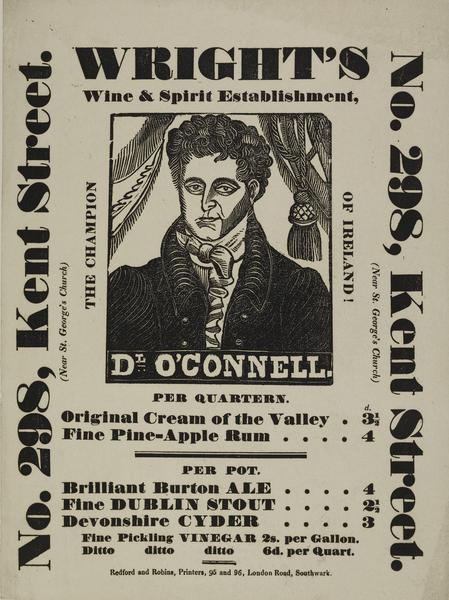 WRIGHT'S
Wine & Spirit Establishment,
No. 298, Kent Street.
(Near St. George's Church)
THE CHAMPION
OF IRELAND!
(Near St. George's Church)
No. 298, Kent Street.
DL O'CONNELL.
PER QUARTERN.
d.
Original Cream of the Valley . 3½
Fine Pine-Apple Rum . . . . 4
PER POT.
Brilliant Burton ALE . . . . 4
Fine DUBLIN STOUT . . . . 2½
Devonshire CYDER . . . . 3
Fine Pickling VINEGAR 2s. per Gallon.
Ditto ditto ditto 6d. per Quart.
Redford and Robins, Printers, 95 and 96, London Road, Southwark.